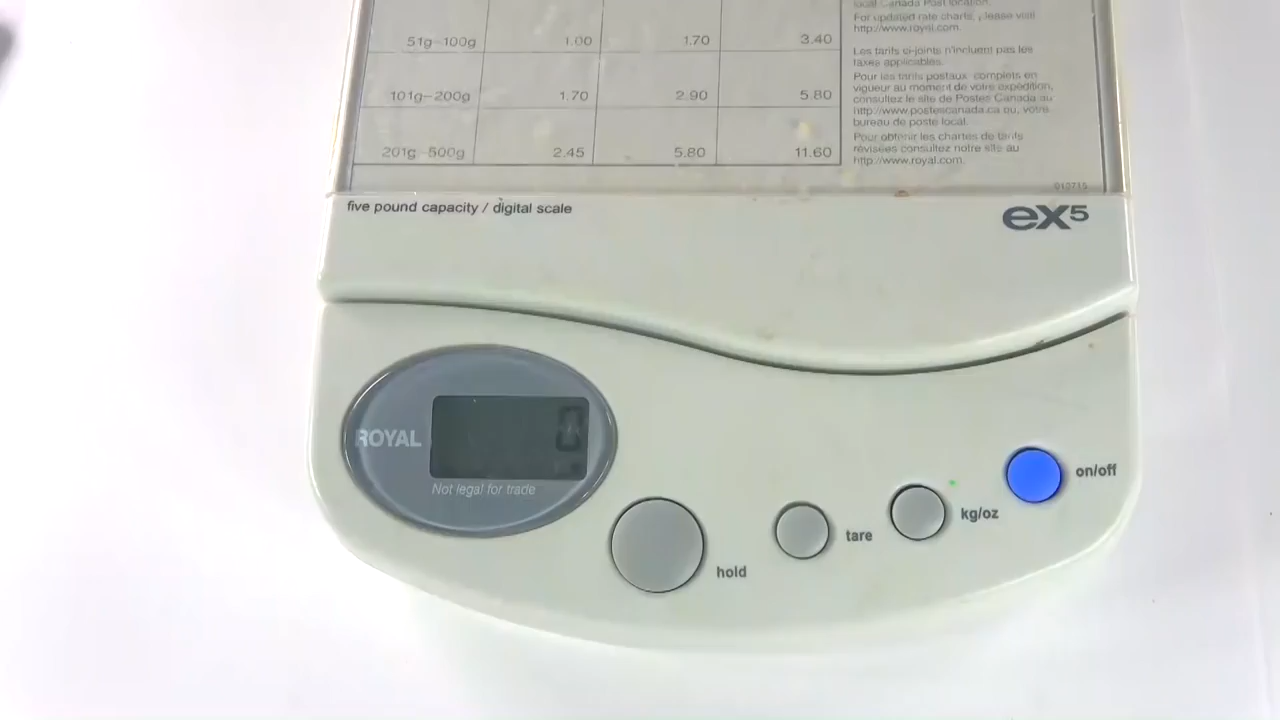 local Canada Post location.
For updated rate charts, please visit
http://www.royal.com.
Les tarifs ci-joints n'incluent pas les
taxes applicables.
Pour les tarifs postaux complets en
vigueur au moment de votre expédition,
consultez le site de Postes Canada au
http://www.postescanada.ca ou, votre
bureau de poste local.
Pour obtenir les chartes de tarifs
révisées consultez notre site au
http://www.royal.com.
51g–100g 1.00 1.70 3.40
101g–200g 1.70 2.90 5.80
201g–500g 2.45 5.80 11.60
013715
five pound capacity / digital scale
ex5
ROYAL
0
Not legal for trade
hold
tare
kg/oz
on/off